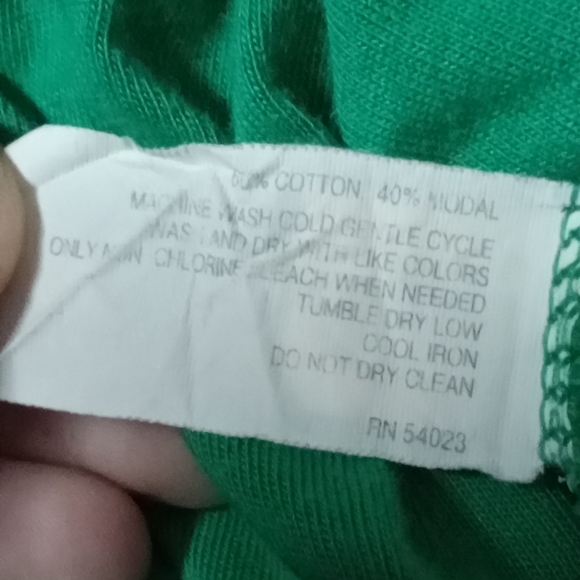 60% COTTON 40% MODAL
MACHINE WASH COLD GENTLE CYCLE
WASH AND DRY WITH LIKE COLORS
ONLY NON CHLORINE BLEACH WHEN NEEDED
TUMBLE DRY LOW
COOL IRON
DO NOT DRY CLEAN
RN 54023